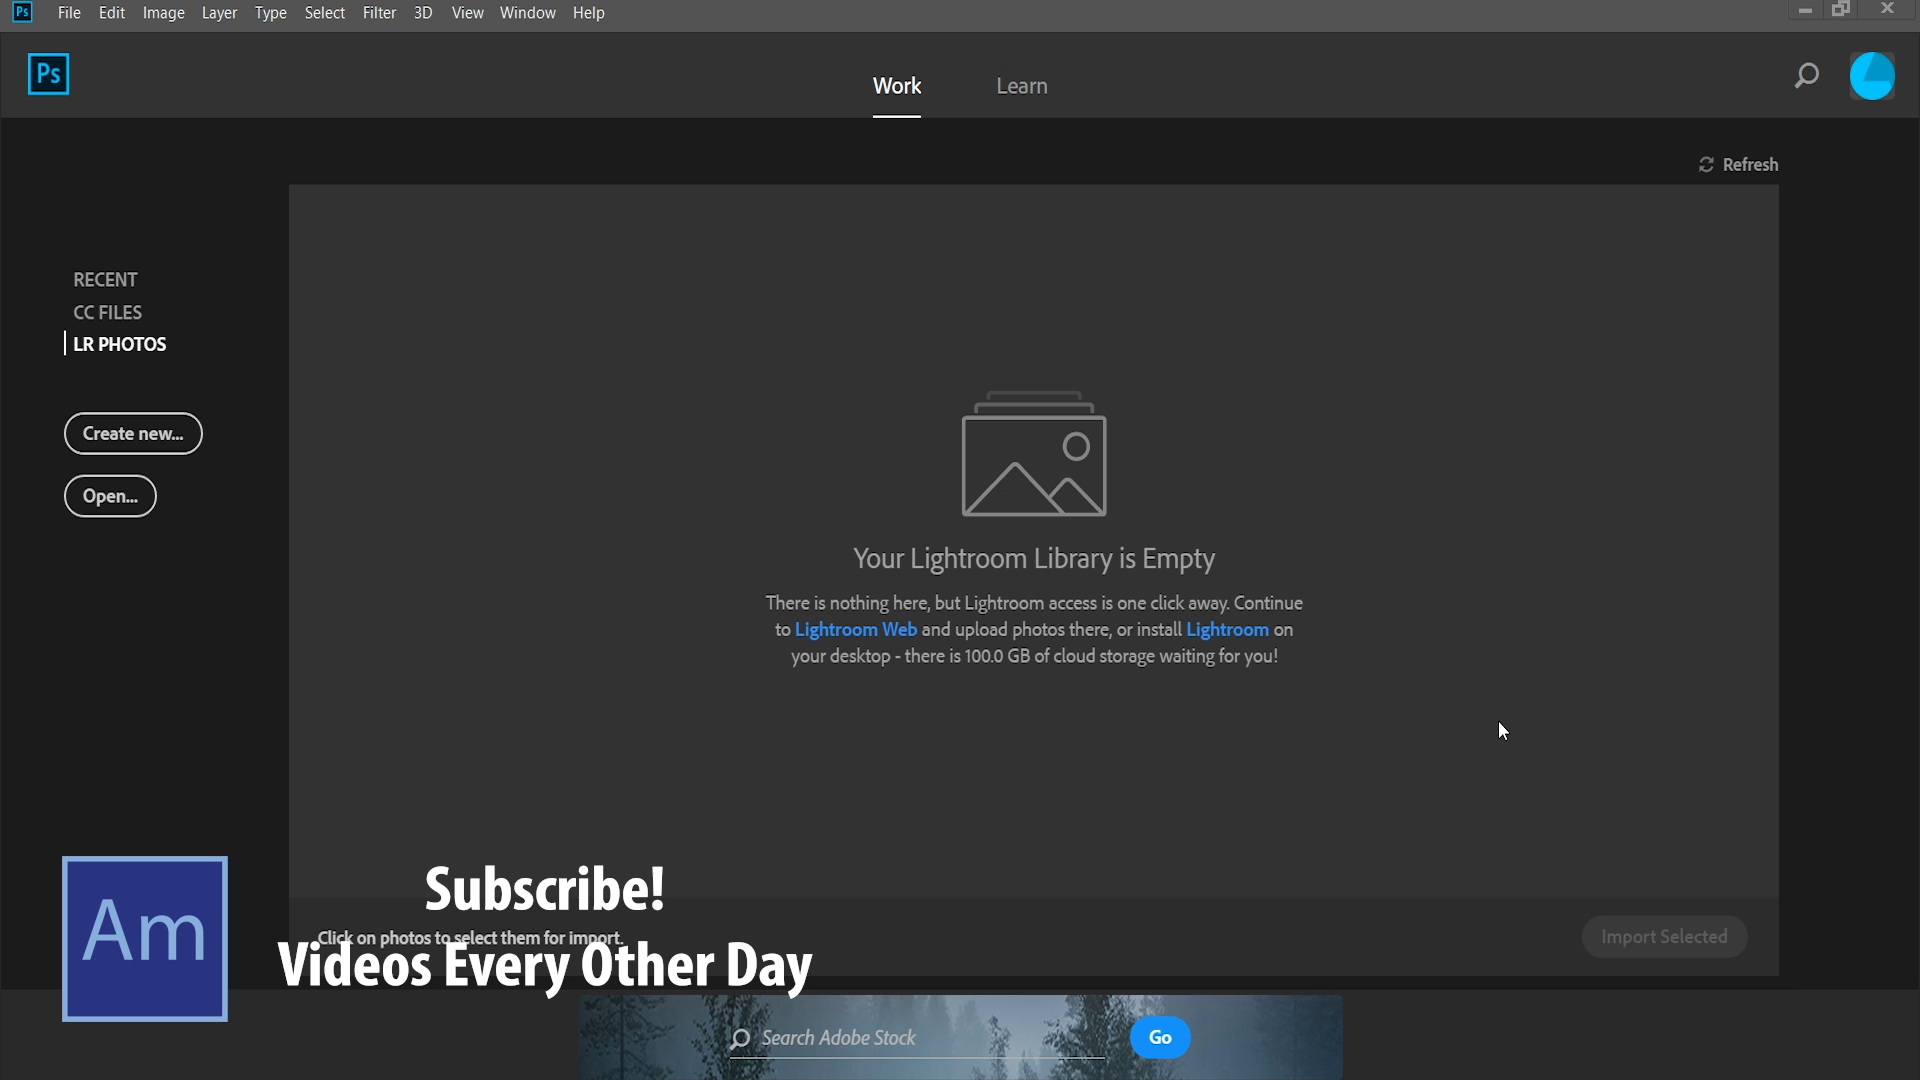 Ps File Edit Image Layer Type Select Filter 3D View Window Help
Ps
Work Learn
Refresh
RECENT
CC FILES
LR PHOTOS
Create new...
Open...
Your Lightroom Library is Empty
There is nothing here, but Lightroom access is one click away. Continue
to Lightroom Web and upload photos there, or install Lightroom on
your desktop - there is 100.0 GB of cloud storage waiting for you!
Am
Subscribe!
Click on photos to select them for import.
Videos Every Other Day
Import Selected
Search Adobe Stock
Go